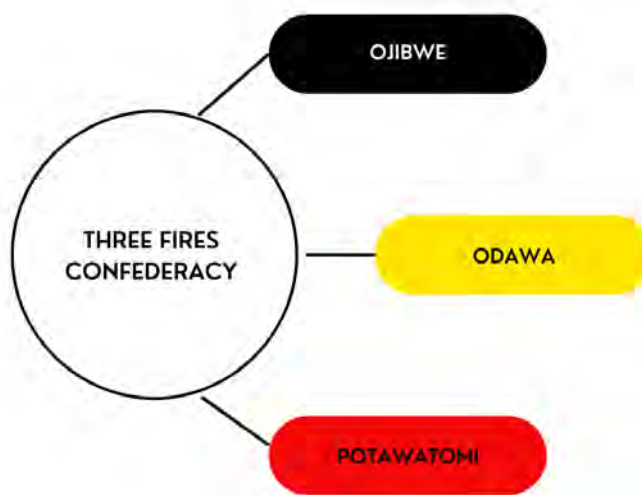 OJIBWE
THREE FIRES
CONFEDERACY
ODAWA
POTAWATOMI